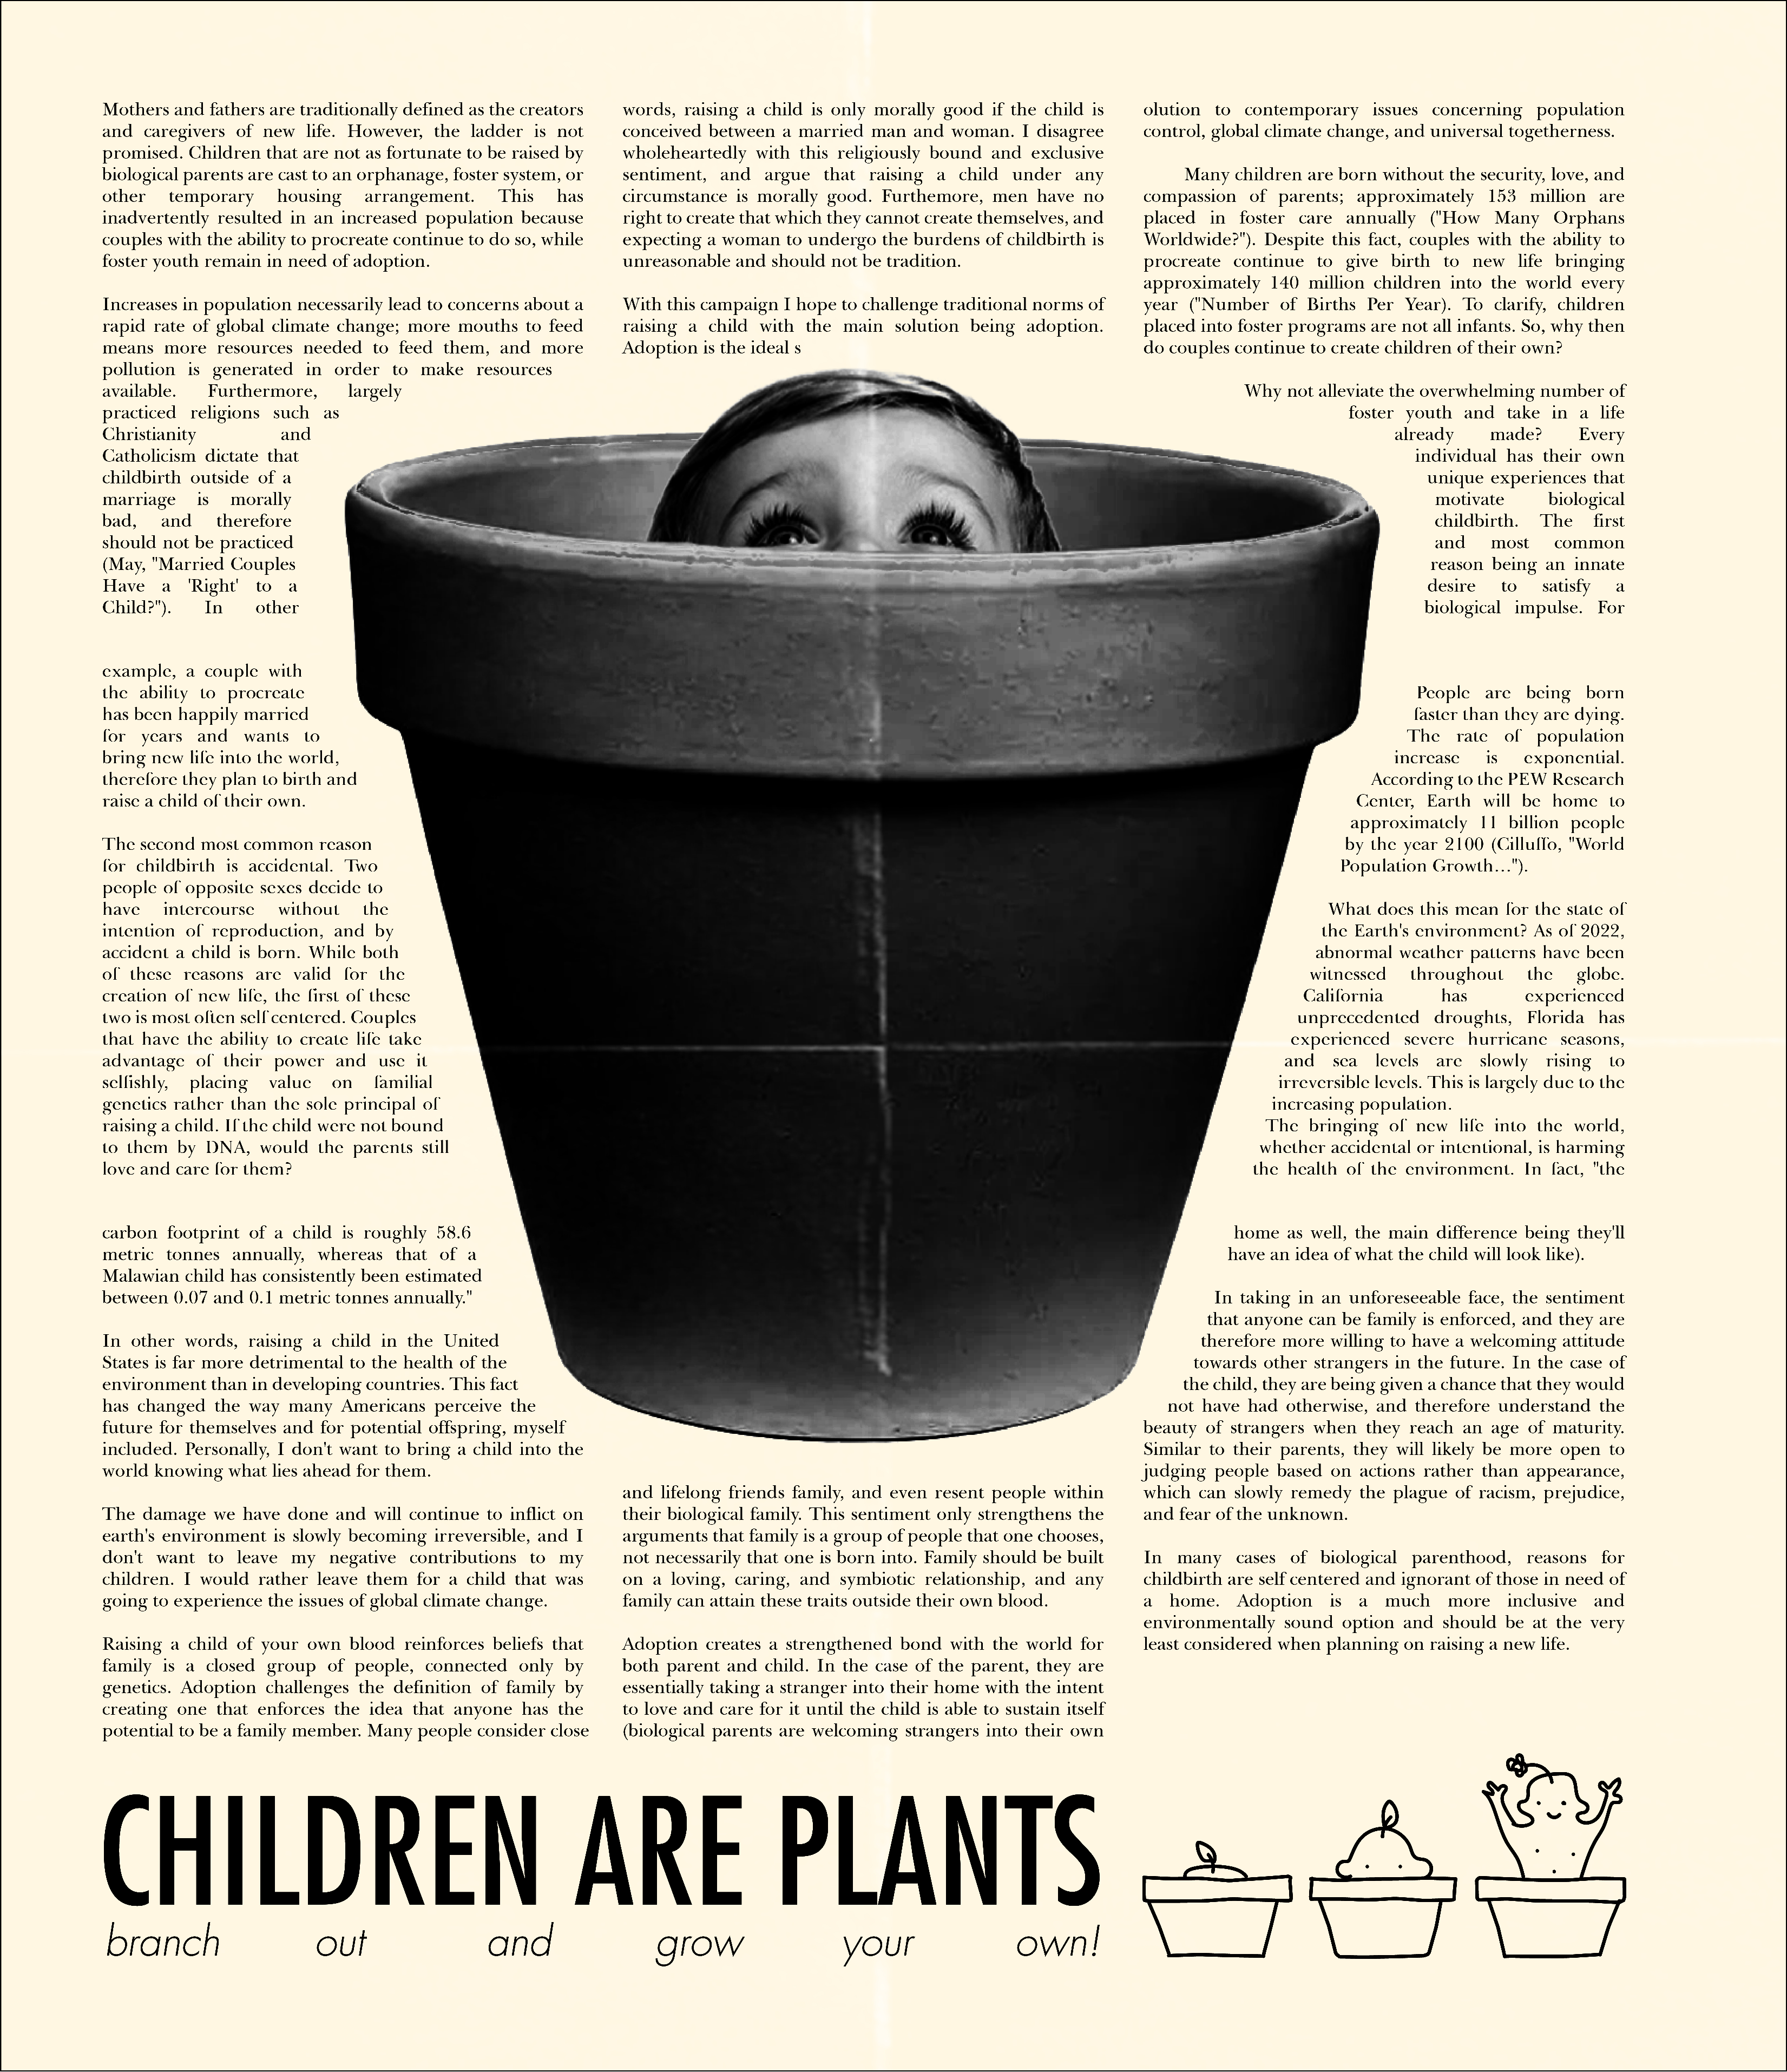 Mothers and fathers are traditionally defined as the creators
and caregivers of new life. However, the ladder is not
promised. Children that are not as fortunate to be raised by
biological parents are cast to an orphanage, foster system, or
other temporary housing arrangement. This has
inadvertently resulted in an increased population because
couples with the ability to procreate continue to do so, while
foster youth remain in need of adoption.
Increases in population necessarily lead to concerns about a
rapid rate of global climate change; more mouths to feed
means more resources needed to feed them, and more
pollution is generated in order to make resources
available. Furthermore, largely
practiced religions such as
Christianity and
Catholicism dictate that
childbirth outside of a
marriage is morally
bad, and therefore
should not be practiced
(May, "Married Couples
Have a 'Right' to a
Child?"). In other
words, raising a child is only morally good if the child is
conceived between a married man and woman. I disagree
wholeheartedly with this religiously bound and exclusive
sentiment, and argue that raising a child under any
circumstance is morally good. Furthemore, men have no
right to create that which they cannot create themselves, and
expecting a woman to undergo the burdens of childbirth is
unreasonable and should not be tradition.
With this campaign I hope to challenge traditional norms of
raising a child with the main solution being adoption.
Adoption is the ideal s
olution to contemporary issues concerning population
control, global climate change, and universal togetherness.
Many children are born without the security, love, and
compassion of parents; approximately 153 million are
placed in foster care annually ("How Many Orphans
Worldwide?"). Despite this fact, couples with the ability to
procreate continue to give birth to new life bringing
approximately 140 million children into the world every
year ("Number of Births Per Year). To clarify, children
placed into foster programs are not all infants. So, why then
do couples continue to create children of their own?
Why not alleviate the overwhelming number of
foster youth and take in a life
already made? Every
individual has their own
unique experiences that
motivate biological
childbirth. The first
and most common
reason being an innate
desire to satisfy a
biological impulse. For
example, a couple with
the ability to procreate
has been happily married
for years and wants to
bring new life into the world,
therefore they plan to birth and
raise a child of their own.
The second most common reason
for childbirth is accidental. Two
people of opposite sexes decide to
have intercourse without the
intention of reproduction, and by
accident a child is born. While both
of these reasons are valid for the
creation of new life, the first of these
two is most often self centered. Couples
that have the ability to create life take
advantage of their power and use it
selfishly, placing value on familial
genetics rather than the sole principal of
raising a child. If the child were not bound
to them by DNA, would the parents still
love and care for them?
People are being born
faster than they are dying.
The rate of population
increase is exponential.
According to the PEW Research
Center, Earth will be home to
approximately 11 billion people
by the year 2100 (Cilluffo, "World
Population Growth...").
What does this mean for the state of
the Earth's environment? As of 2022,
abnormal weather patterns have been
witnessed throughout the globe.
California has experienced
unprecedented droughts, Florida has
experienced severe hurricane seasons,
and sea levels are slowly rising to
irreversible levels. This is largely due to the
increasing population.
The bringing of new life into the world,
whether accidental or intentional, is harming
the health of the environment. In fact, "the
carbon footprint of a child is roughly 58.6
metric tonnes annually, whereas that of a
Malawian child has consistently been estimated
between 0.07 and 0.1 metric tonnes annually."
In other words, raising a child in the United
States is far more detrimental to the health of the
environment than in developing countries. This fact
has changed the way many Americans perceive the
future for themselves and for potential offspring, myself
included. Personally, I don't want to bring a child into the
world knowing what lies ahead for them.
The damage we have done and will continue to inflict on
earth's environment is slowly becoming irreversible, and I
don't want to leave my negative contributions to my
children. I would rather leave them for a child that was
going to experience the issues of global climate change.
Raising a child of your own blood reinforces beliefs that
family is a closed group of people, connected only by
genetics. Adoption challenges the definition of family by
creating one that enforces the idea that anyone has the
potential to be a family member. Many people consider close
and lifelong friends family, and even resent people within
their biological family. This sentiment only strengthens the
arguments that family is a group of people that one chooses,
not necessarily that one is born into. Family should be built
on a loving, caring, and symbiotic relationship, and any
family can attain these traits outside their own blood.
Adoption creates a strengthened bond with the world for
both parent and child. In the case of the parent, they are
essentially taking a stranger into their home with the intent
to love and care for it until the child is able to sustain itself
(biological parents are welcoming strangers into their own
home as well, the main difference being they'll
have an idea of what the child will look like).
In taking in an unforeseeable face, the sentiment
that anyone can be family is enforced, and they are
therefore more willing to have a welcoming attitude
towards other strangers in the future. In the case of
the child, they are being given a chance that they would
not have had otherwise, and therefore understand the
beauty of strangers when they reach an age of maturity.
Similar to their parents, they will likely be more open to
judging people based on actions rather than appearance,
which can slowly remedy the plague of racism, prejudice,
and fear of the unknown.
In many cases of biological parenthood, reasons for
childbirth are self centered and ignorant of those in need of
a home. Adoption is a much more inclusive and
environmentally sound option and should be at the very
least considered when planning on raising a new life.
CHILDREN ARE PLANTS
branch out and grow your own!